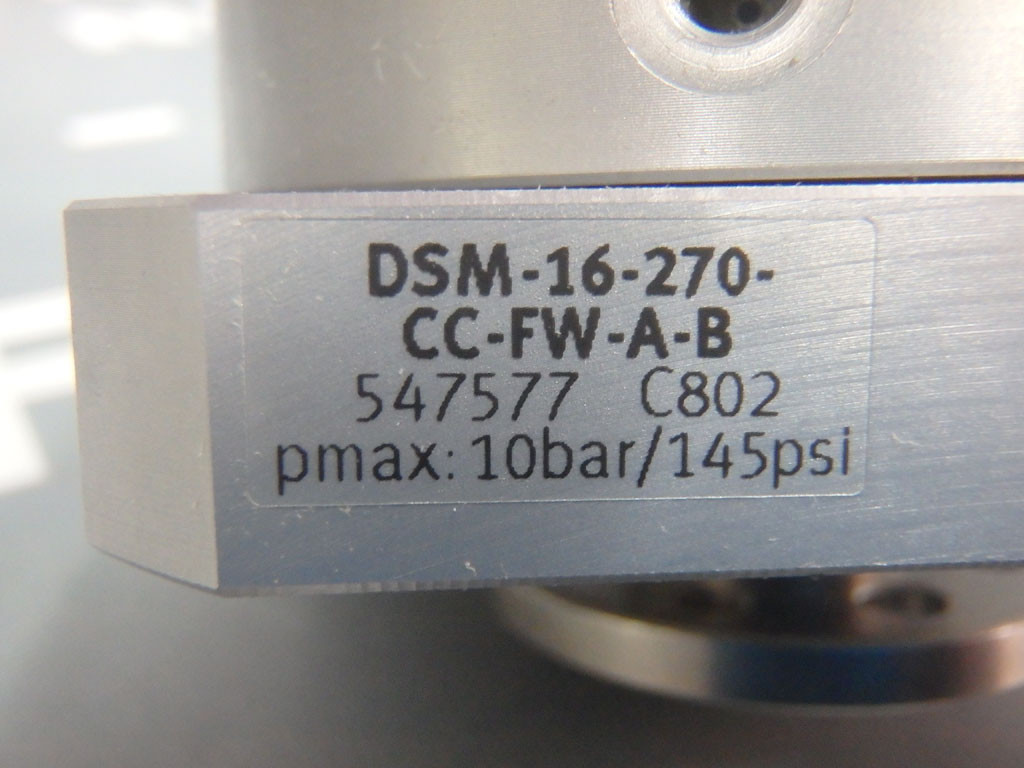 DSM-16-270-
CC-FW-A-B
547577 C802
pmax: 10bar/145psi